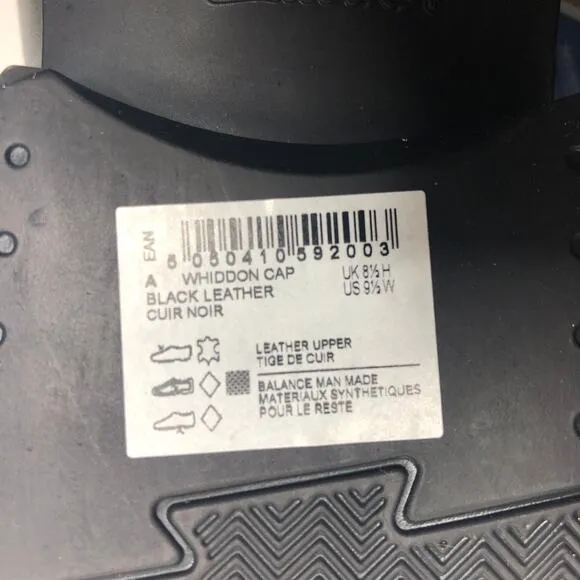 EAN
5 050410 592003
A WHIDDON CAP UK 8½ H
BLACK LEATHER US 9½ W
CUIR NOIR
LEATHER UPPER
TIGE DE CUIR
BALANCE MAN MADE
MATERIAUX SYNTHETIQUES
POUR LE RESTE